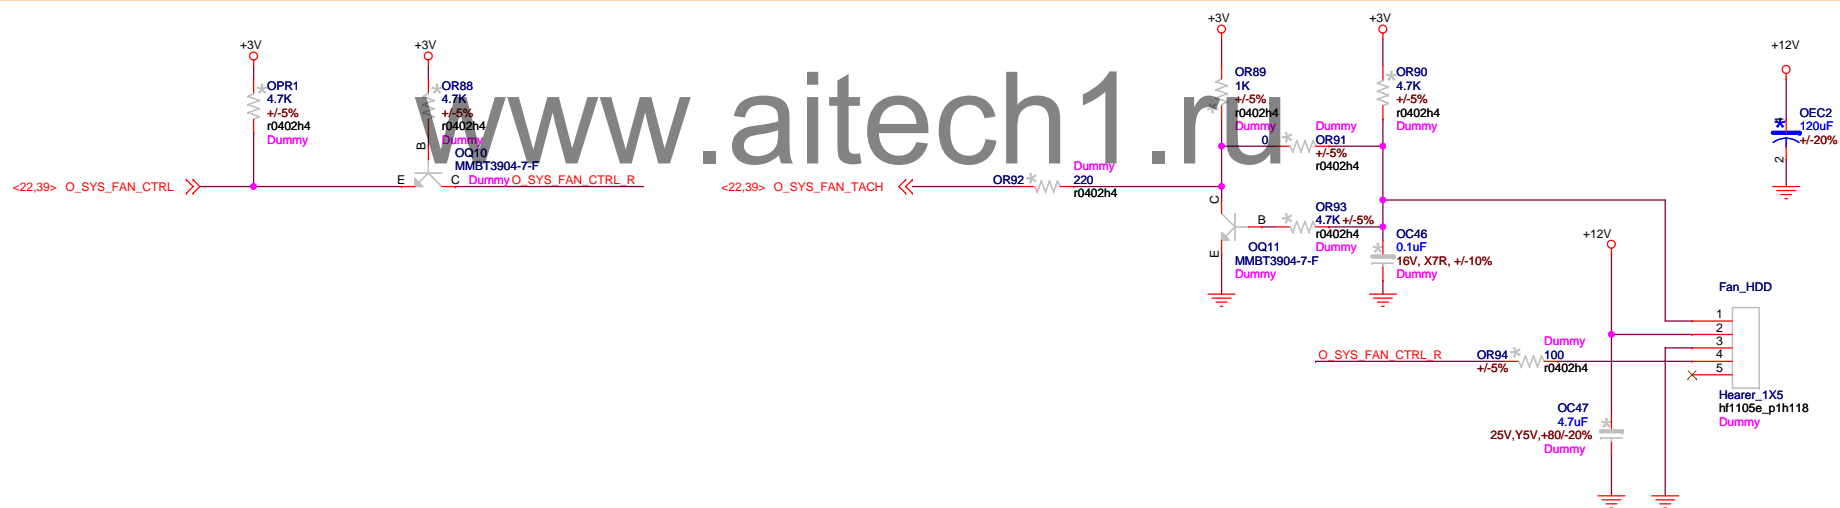 +3V
OPR1
4.7K
+/-5%
r0402h4
Dummy
+3V
OR88
4.7K
+/-5%
r0402h4
Dummy
B
OQ10
MMBT3904-7-F
<22,39> O_SYS_FAN_CTRL
E
C
Dummy
O_SYS_FAN_CTRL_R
www.aitech1.ru
+3V
OR89
1K
+/-5%
r0402h4
Dummy
+3V
OR90
4.7K
+/-5%
r0402h4
Dummy
Dummy
0
OR91
+/-5%
r0402h4
<22,39> O_SYS_FAN_TACH
OR92
Dummy
220
r0402h4
C
B
E
OQ11
MMBT3904-7-F
Dummy
OR93
4.7K +/-5%
r0402h4
Dummy
OC46
0.1uF
16V, X7R, +/-10%
Dummy
+12V
1
OEC2
120uF
+/-20%
2
+12V
Fan_HDD
1
2
3
4
5
Hearer_1X5
hf1105e_p1h118
Dummy
O_SYS_FAN_CTRL_R
OR94
+/-5%
Dummy
100
r0402h4
OC47
4.7uF
25V,Y5V,+80/-20%
Dummy